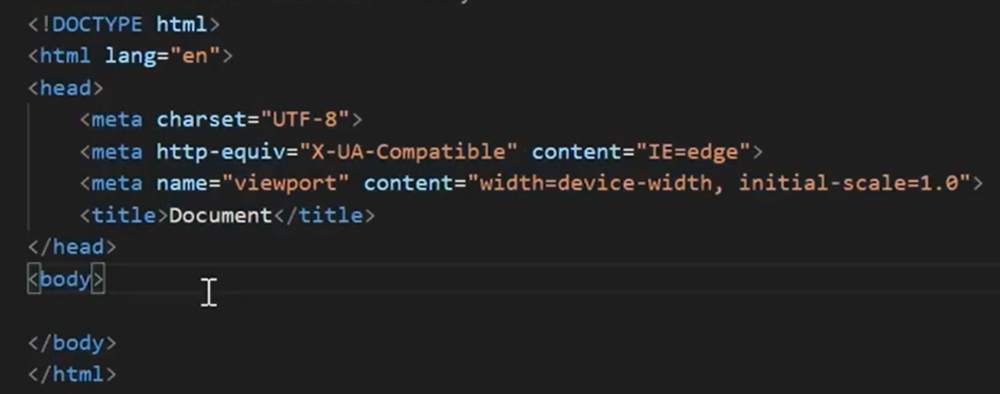 <!DOCTYPE html>
<html lang="en">
<head>
    <meta charset="UTF-8">
    <meta http-equiv="X-UA-Compatible" content="IE=edge">
    <meta name="viewport" content="width=device-width, initial-scale=1.0">
    <title>Document</title>
</head>
<body>
</body>
</html>